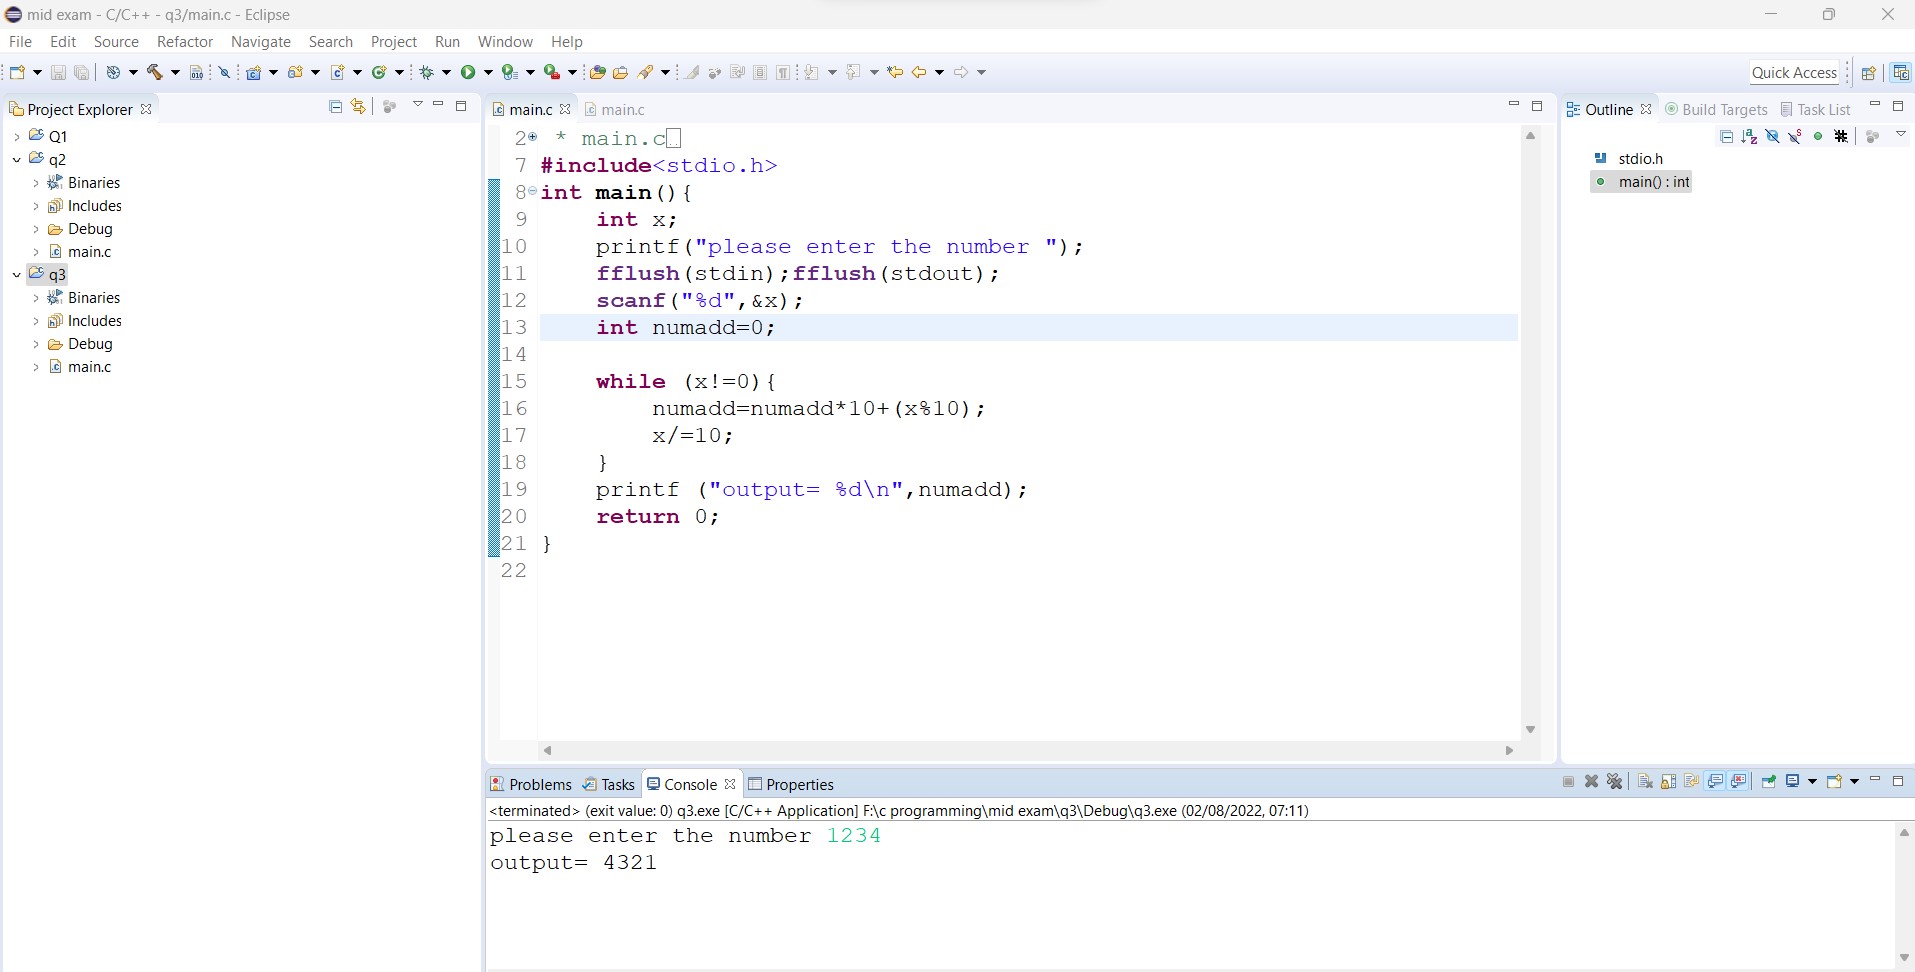 mid exam - C/C++ - q3/main.c - Eclipse
File Edit Source Refactor Navigate Search Project Run Window Help
Quick Access
Project Explorer
Q1
q2
Binaries
Includes
Debug
main.c
q3
Binaries
Includes
Debug
main.c
main.c main.c
2 * main.c
7 #include<stdio.h>
8 int main(){
9 int x;
10 printf("please enter the number ");
11 fflush(stdin);fflush(stdout);
12 scanf("%d",&x);
13 int numadd=0;
14
15 while (x!=0){
16 numadd=numadd*10+(x%10);
17 x/=10;
18 }
19 printf ("output= %d\n",numadd);
20 return 0;
21 }
22
Outline Build Targets Task List
stdio.h
main() : int
Problems Tasks Console Properties
<terminated> (exit value: 0) q3.exe [C/C++ Application] F:\c programming\mid exam\q3\Debug\q3.exe (02/08/2022, 07:11)
please enter the number 1234
output= 4321